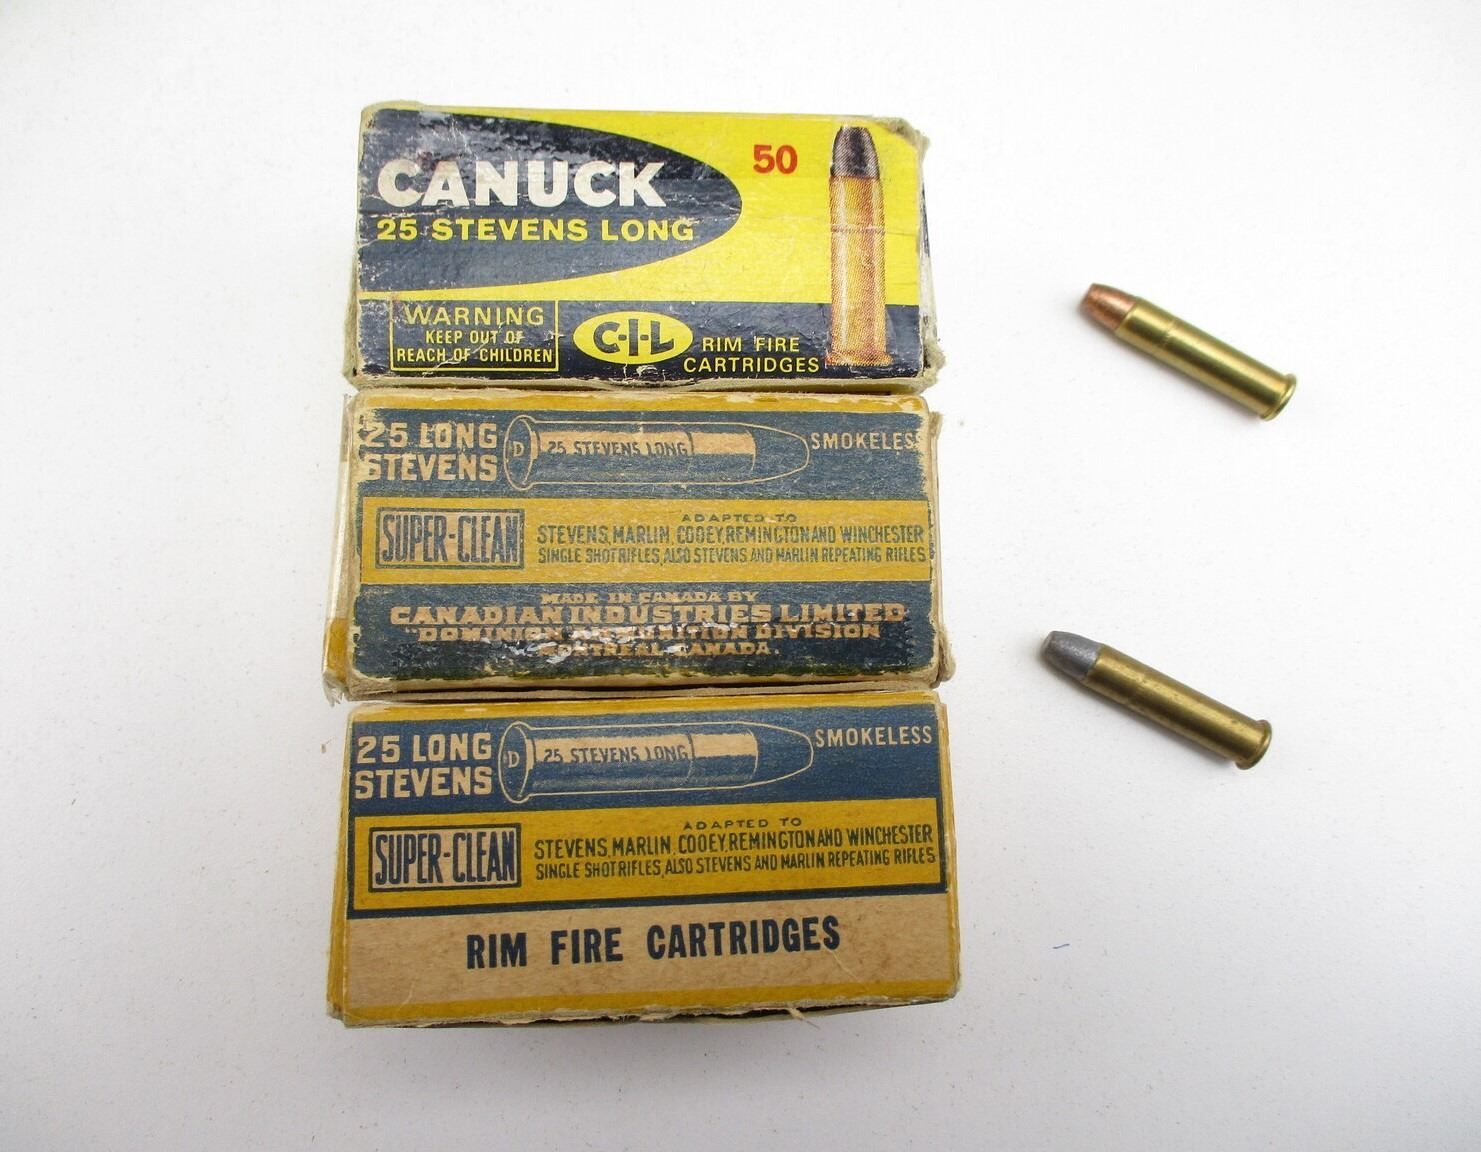 CANUCK
25 STEVENS LONG
50
WARNING
KEEP OUT OF
REACH OF CHILDREN
C-I-L
RIM FIRE
CARTRIDGES
25 LONG
STEVENS
D
25 STEVENS LONG
SMOKELESS
SUPER-CLEAN
ADAPTED TO
STEVENS, MARLIN, COOEY, REMINGTON AND WINCHESTER
SINGLE SHOT RIFLES, ALSO STEVENS AND MARLIN REPEATING RIFLES
MADE IN CANADA BY
CANADIAN INDUSTRIES LIMITED
"DOMINION" AMMUNITION DIVISION
MONTREAL CANADA.
25 LONG
STEVENS
D
25 STEVENS LONG
SMOKELESS
SUPER-CLEAN
ADAPTED TO
STEVENS, MARLIN, COOEY, REMINGTON AND WINCHESTER
SINGLE SHOT RIFLES, ALSO STEVENS AND MARLIN REPEATING RIFLES
RIM FIRE CARTRIDGES